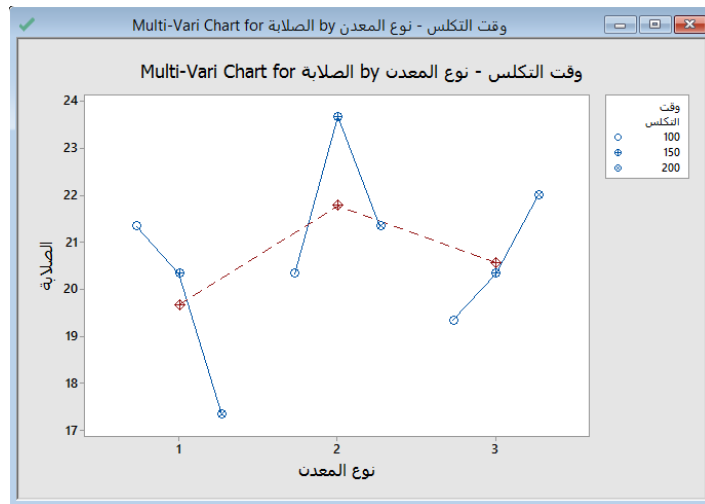 Multi-Vari Chart for الصلابة by وقت التكلس - نوع المعدن
Multi-Vari Chart for الصلابة by وقت التكلس - نوع المعدن
24
23
22
21
20
19
18
17
الصلابة
1
2
3
نوع المعدن
وقت
التكلس
100
150
200